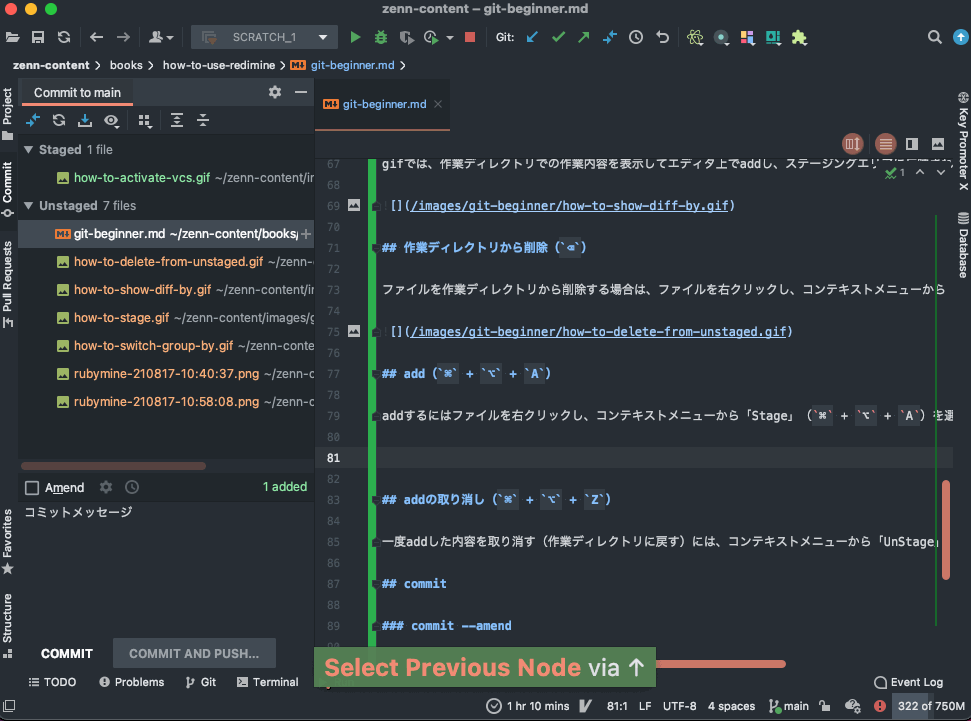 zenn-content – git-beginner.md
SCRATCH_1
Git:
zenn-content
books
how-to-use-redimine
git-beginner.md
Project
Commit
Pull Requests
Favorites
Structure
Commit to main
Staged 1 file
how-to-activate-vcs.gif ~/zenn-content/i
Unstaged 7 files
git-beginner.md ~/zenn-content/books/
how-to-delete-from-unstaged.gif ~/zenn-
how-to-show-diff-by.gif ~/zenn-content/i
how-to-stage.gif ~/zenn-content/images/g
how-to-switch-group-by.gif ~/zenn-conte
rubymine-210817-10:40:37.png ~/zenn-c
rubymine-210817-10:58:08.png ~/zenn-c
Amend
1 added
コミットメッセージ
COMMIT
COMMIT AND PUSH...
git-beginner.md
1
67 gifでは、作業ディレクトリでの作業内容を表示してエディタ上でaddし、ステージングエリアに
68
69 ![](/images/git-beginner/how-to-show-diff-by.gif)
70
71 ## 作業ディレクトリから削除（`⌫`）
72
73 ファイルを作業ディレクトリから削除する場合は、ファイルを右クリックし、コンテキストメニューから
74
75 ![](/images/git-beginner/how-to-delete-from-unstaged.gif)
76
77 ## add（`⌘` + `⌥` + `A`）
78
79 addするにはファイルを右クリックし、コンテキストメニューから「Stage」（`⌘` + `⌥` + `A`）を選
80
81
82
83 ## addの取り消し（`⌘` + `⌥` + `Z`）
84
85 一度addした内容を取り消す（作業ディレクトリに戻す）には、コンテキストメニューから「UnStage」
86
87 ## commit
88
89 ### commit --amend
Key Promoter X
Database
Select Previous Node via ↑
TODO
Problems
Git
Terminal
Event Log
1 hr 10 mins
81:1
LF
UTF-8
4 spaces
main
322 of 750M